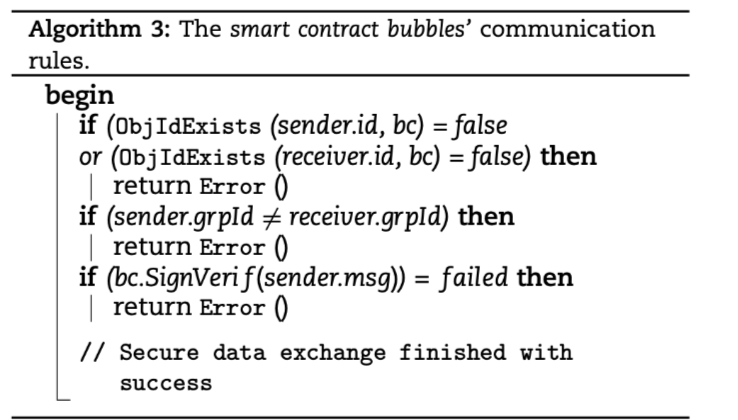 Algorithm 3: The smart contract bubbles' communication
rules.
begin
if (ObjIdExists (sender.id, bc) = false
or (ObjIdExists (receiver.id, bc) = false) then
return Error ()
if (sender.grpId ≠ receiver.grpId) then
return Error ()
if (bc.SignVerif(sender.msg)) = failed then
return Error ()
// Secure data exchange finished with
success